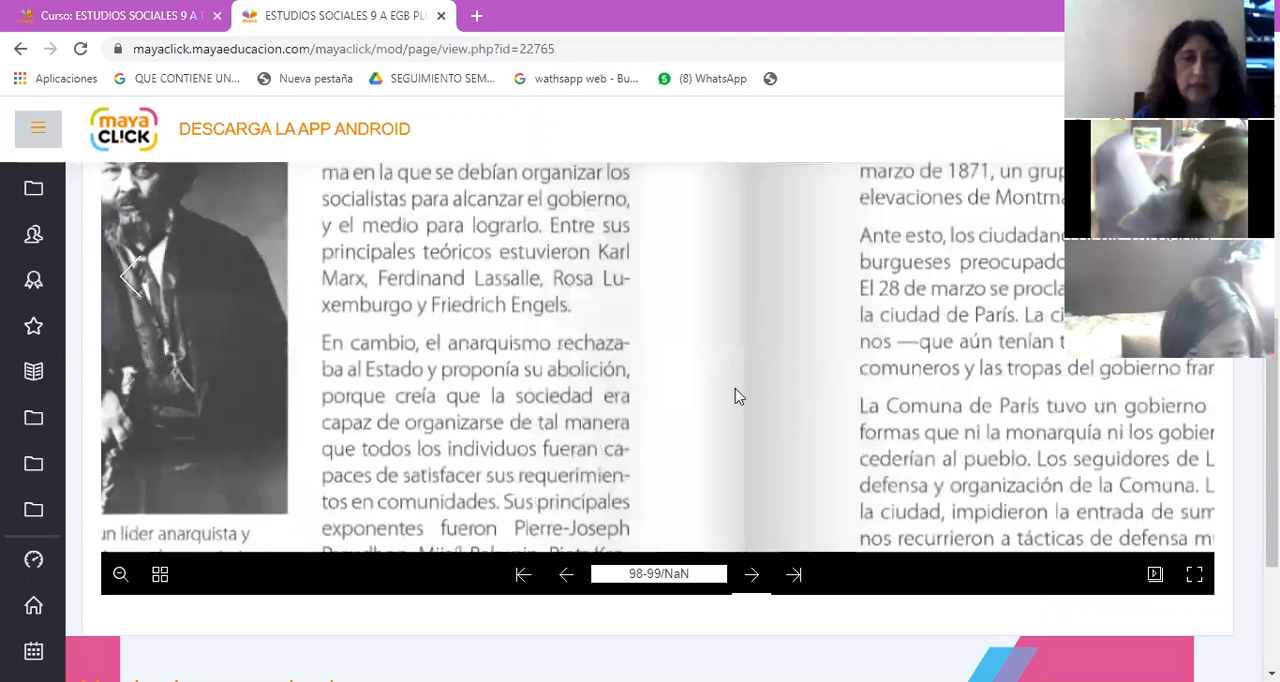 Curso: ESTUDIOS SOCIALES 9 A
ESTUDIOS SOCIALES 9 A EGB PLU
mayaclick.mayaeducacion.com/mayaclick/mod/page/view.php?id=22765
Aplicaciones
QUE CONTIENE UN...
Nueva pestaña
SEGUIMIENTO SEM...
wathsapp web - Bu...
(8) WhatsApp
maya
CLICK
DESCARGA LA APP ANDROID
ma en la que se debían organizar los
socialistas para alcanzar el gobierno,
y el medio para lograrlo. Entre sus
principales teóricos estuvieron Karl
Marx, Ferdinand Lassalle, Rosa Lu-
xemburgo y Friedrich Engels.
En cambio, el anarquismo rechaza-
ba al Estado y proponía su abolición,
porque creía que la sociedad era
capaz de organizarse de tal manera
que todos los individuos fueran ca-
paces de satisfacer sus requerimien-
tos en comunidades. Sus principales
exponentes fueron Pierre-Joseph
un líder anarquista y
marzo de 1871, un grup
elevaciones de Montma
Ante esto, los ciudadano
burgueses preocupado
El 28 de marzo se procla
la ciudad de París. La ci
nos —que aún tenían t
comuneros y las tropas del gobierno fran
La Comuna de París tuvo un gobierno
formas que ni la monarquía ni los gobier
cederían al pueblo. Los seguidores de L
defensa y organización de la Comuna. L
la ciudad, impidieron la entrada de sum
nos recurrieron a tácticas de defensa m
98-99/NaN